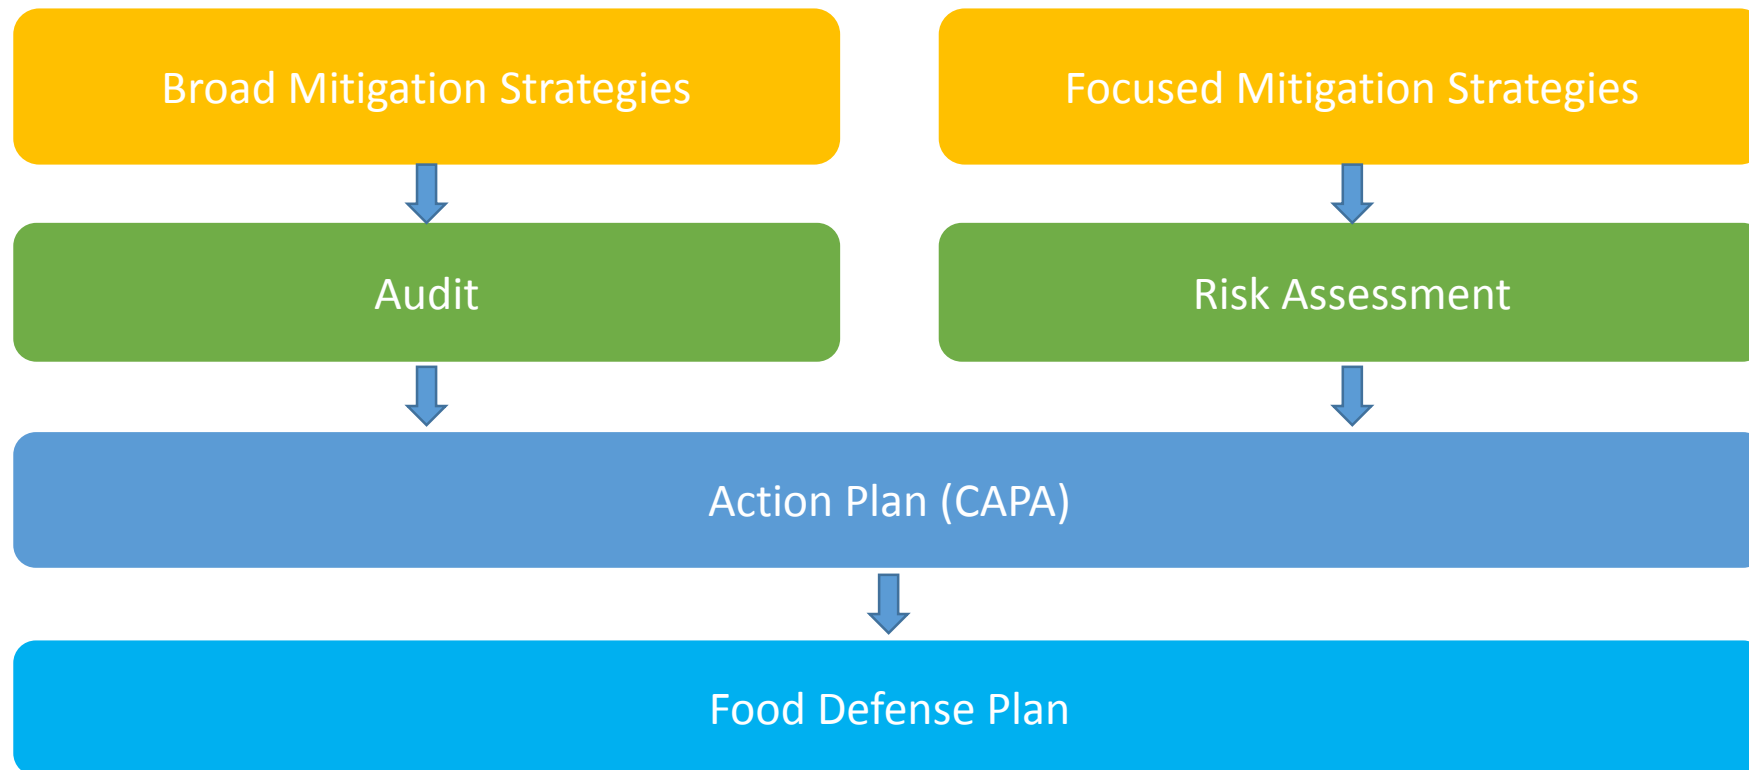 Broad Mitigation Strategies
Focused Mitigation Strategies
Audit
Risk Assessment
Action Plan (CAPA)
Food Defense Plan